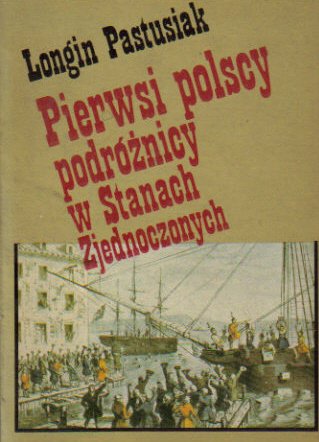 Longin Pastusiak
Pierwsi polscy
podróżnicy
w Stanach
Zjednoczonych